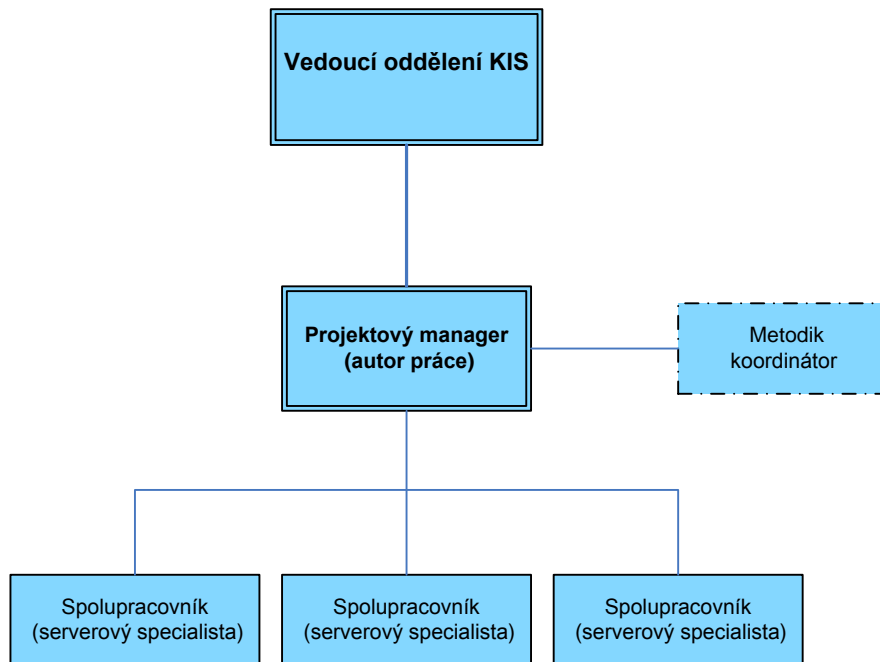 Vedoucí oddělení KIS
Projektový manager
(autor práce)
Metodik
koordinátor
Spolupracovník
(serverový specialista)
Spolupracovník
(serverový specialista)
Spolupracovník
(serverový specialista)